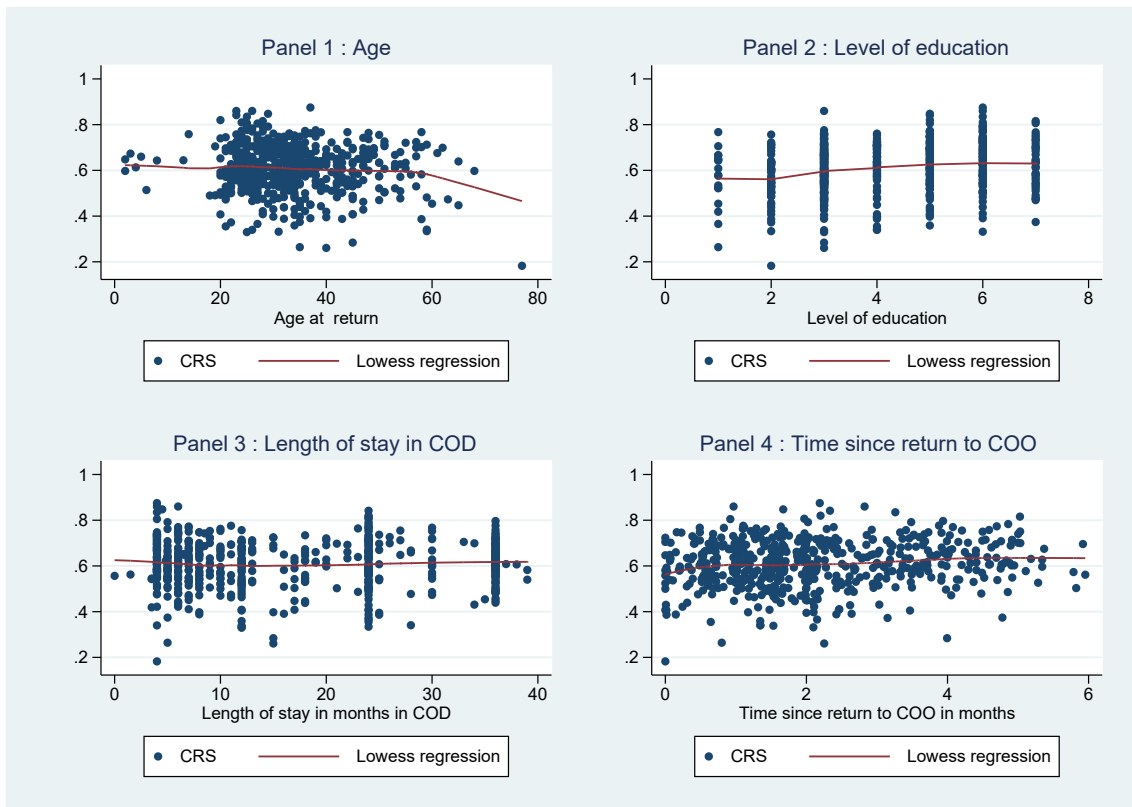 Panel 1 : Age
1
.8
.6
.4
.2
0 20 40 60 80
Age at  return
CRS Lowess regression
Panel 2 : Level of education
1
.8
.6
.4
.2
0 2 4 6 8
Level of education
CRS Lowess regression
Panel 3 : Length of stay in COD
1
.8
.6
.4
.2
0 10 20 30 40
Length of stay in months in COD
CRS Lowess regression
Panel 4 : Time since return to COO
1
.8
.6
.4
.2
0 2 4 6
Time since return to COO in months
CRS Lowess regression